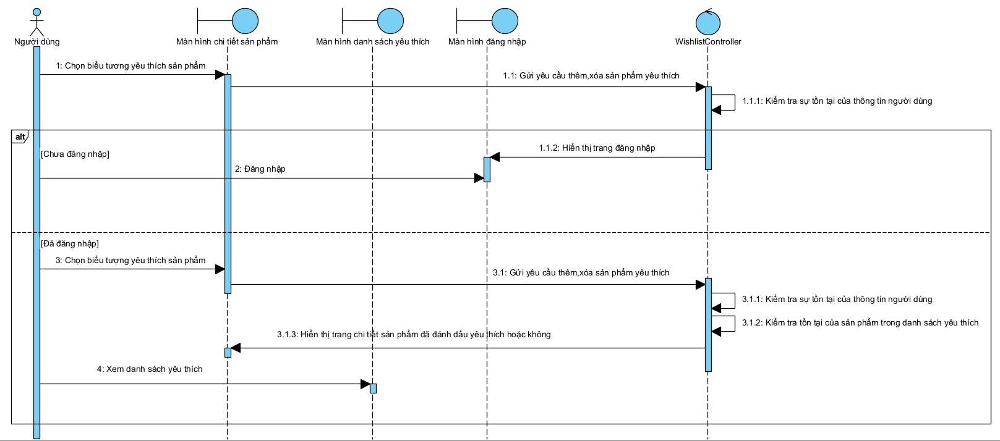 Người dùng
Màn hình chi tiết sản phẩm
Màn hình danh sách yêu thích
Màn hình đăng nhập
WishlistController
1: Chọn biểu tương yêu thích sản phẩm
1.1: Gửi yêu cầu thêm,xóa sản phẩm yêu thích
1.1.1: Kiểm tra sự tồn tại của thông tin người dùng
alt
1.1.2: Hiển thị trang đăng nhập
[Chưa đăng nhập]
2: Đăng nhập
[Đã đăng nhập]
3: Chọn biểu tượng yêu thích sản phẩm
3.1: Gửi yêu cầu thêm,xóa sản phẩm yêu thích
3.1.1: Kiểm tra sự tồn tại của thông tin người dùng
3.1.2: Kiểm tra tồn tại của sản phẩm trong danh sách yêu thích
3.1.3: Hiển thị trang chi tiết sản phẩm đã đánh dấu yêu thích hoặc không
4: Xem danh sách yêu thích